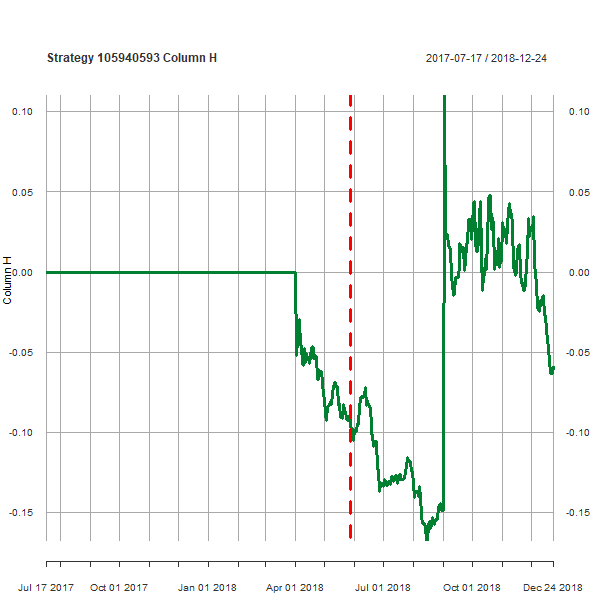 Strategy 105940593 Column H
2017-07-17 / 2018-12-24
0.10 0.10
0.05 0.05
0.00 0.00
-0.05 -0.05
-0.10 -0.10
-0.15 -0.15
Column H
Jul 17 2017 Oct 01 2017 Jan 01 2018 Apr 01 2018 Jul 01 2018 Oct 01 2018 Dec 24 2018